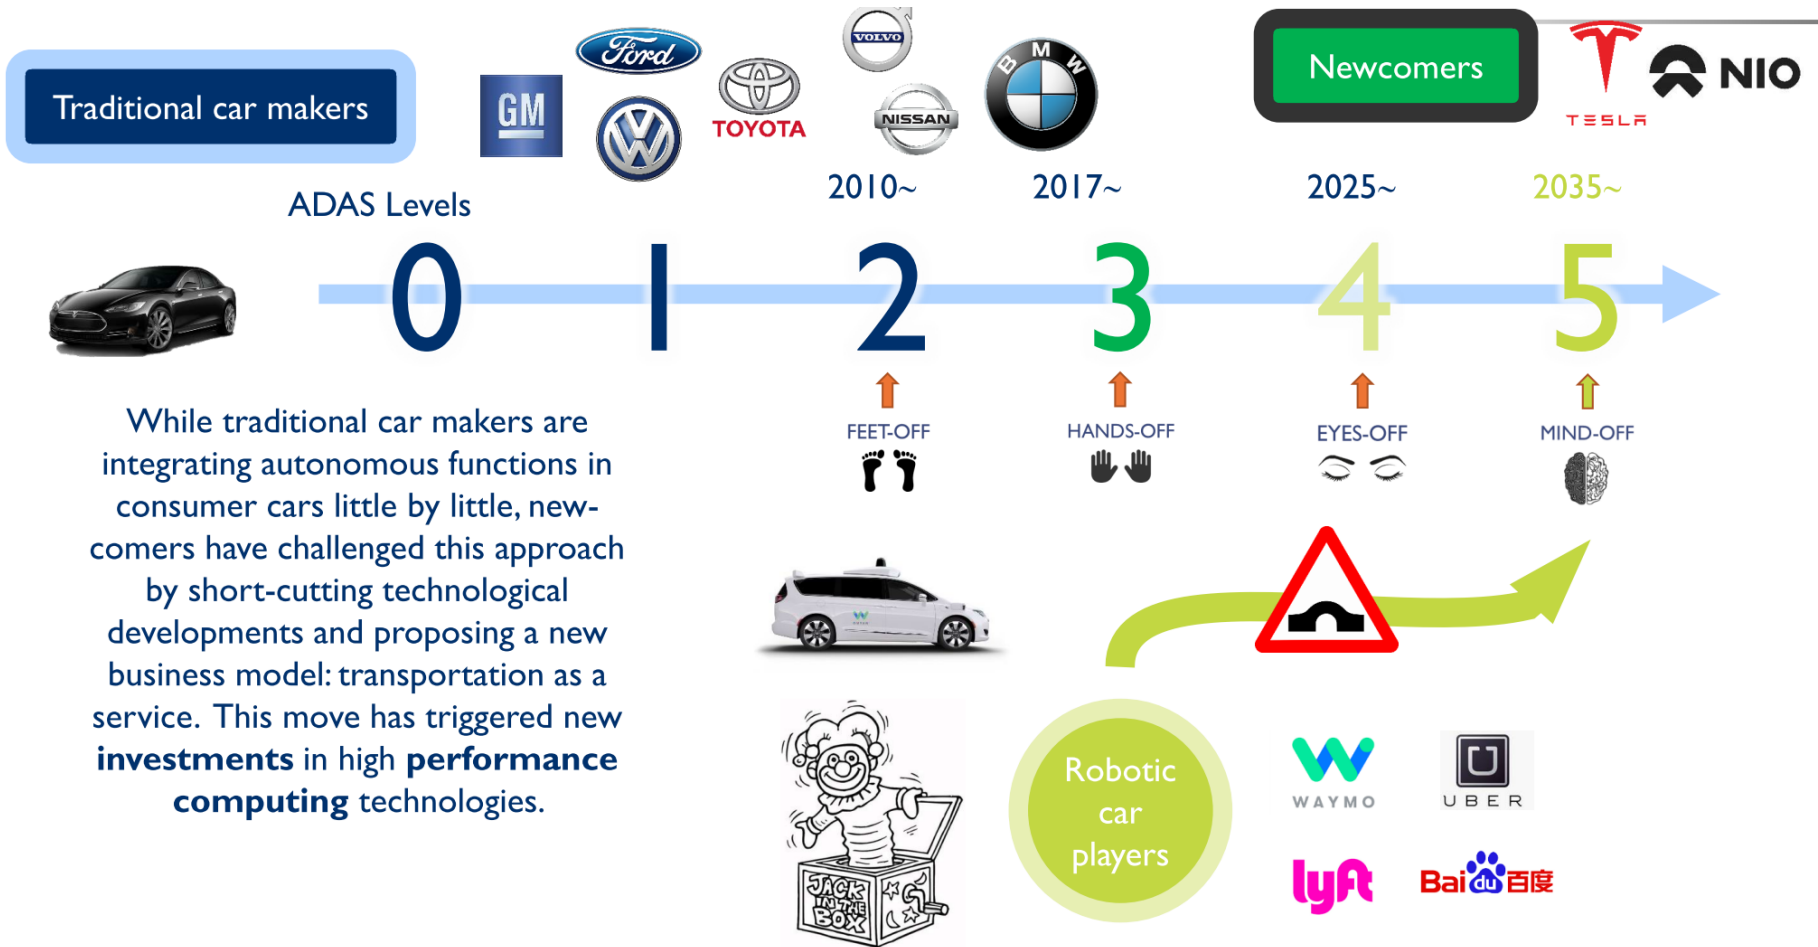 Traditional car makers
GM
Ford
VOLVO
TOYOTA
NISSAN
BMW
Newcomers
TESLA
NIO
ADAS Levels
2010~
2017~
2025~
2035~
0 1 2 3 4 5
FEET-OFF
HANDS-OFF
EYES-OFF
MIND-OFF
While traditional car makers are
integrating autonomous functions in
consumer cars little by little, new-
comers have challenged this approach
by short-cutting technological
developments and proposing a new
business model: transportation as a
service. This move has triggered new
investments in high performance
computing technologies.
JACK
IN THE
BOX
Robotic
car
players
WAYMO
U
UBER
lyft
Bai du 百度